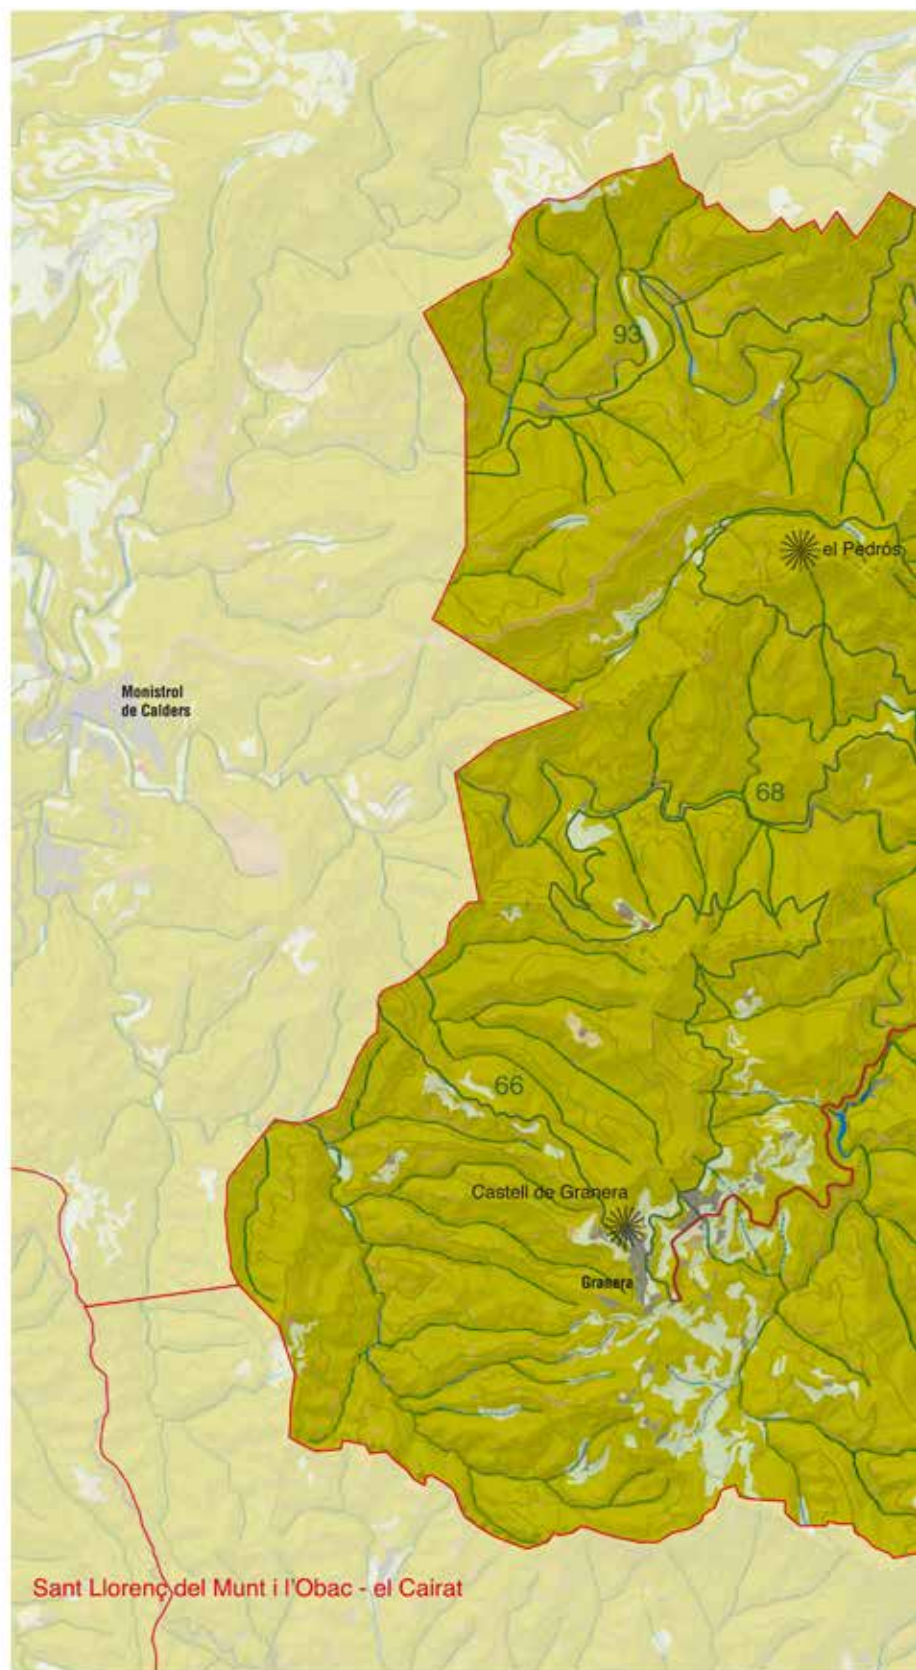 93
el Pedrós
Monistrol
de Calders
68
66
Castell de Granera
Granera
Sant Llorenç del Munt i l'Obac - el Cairat